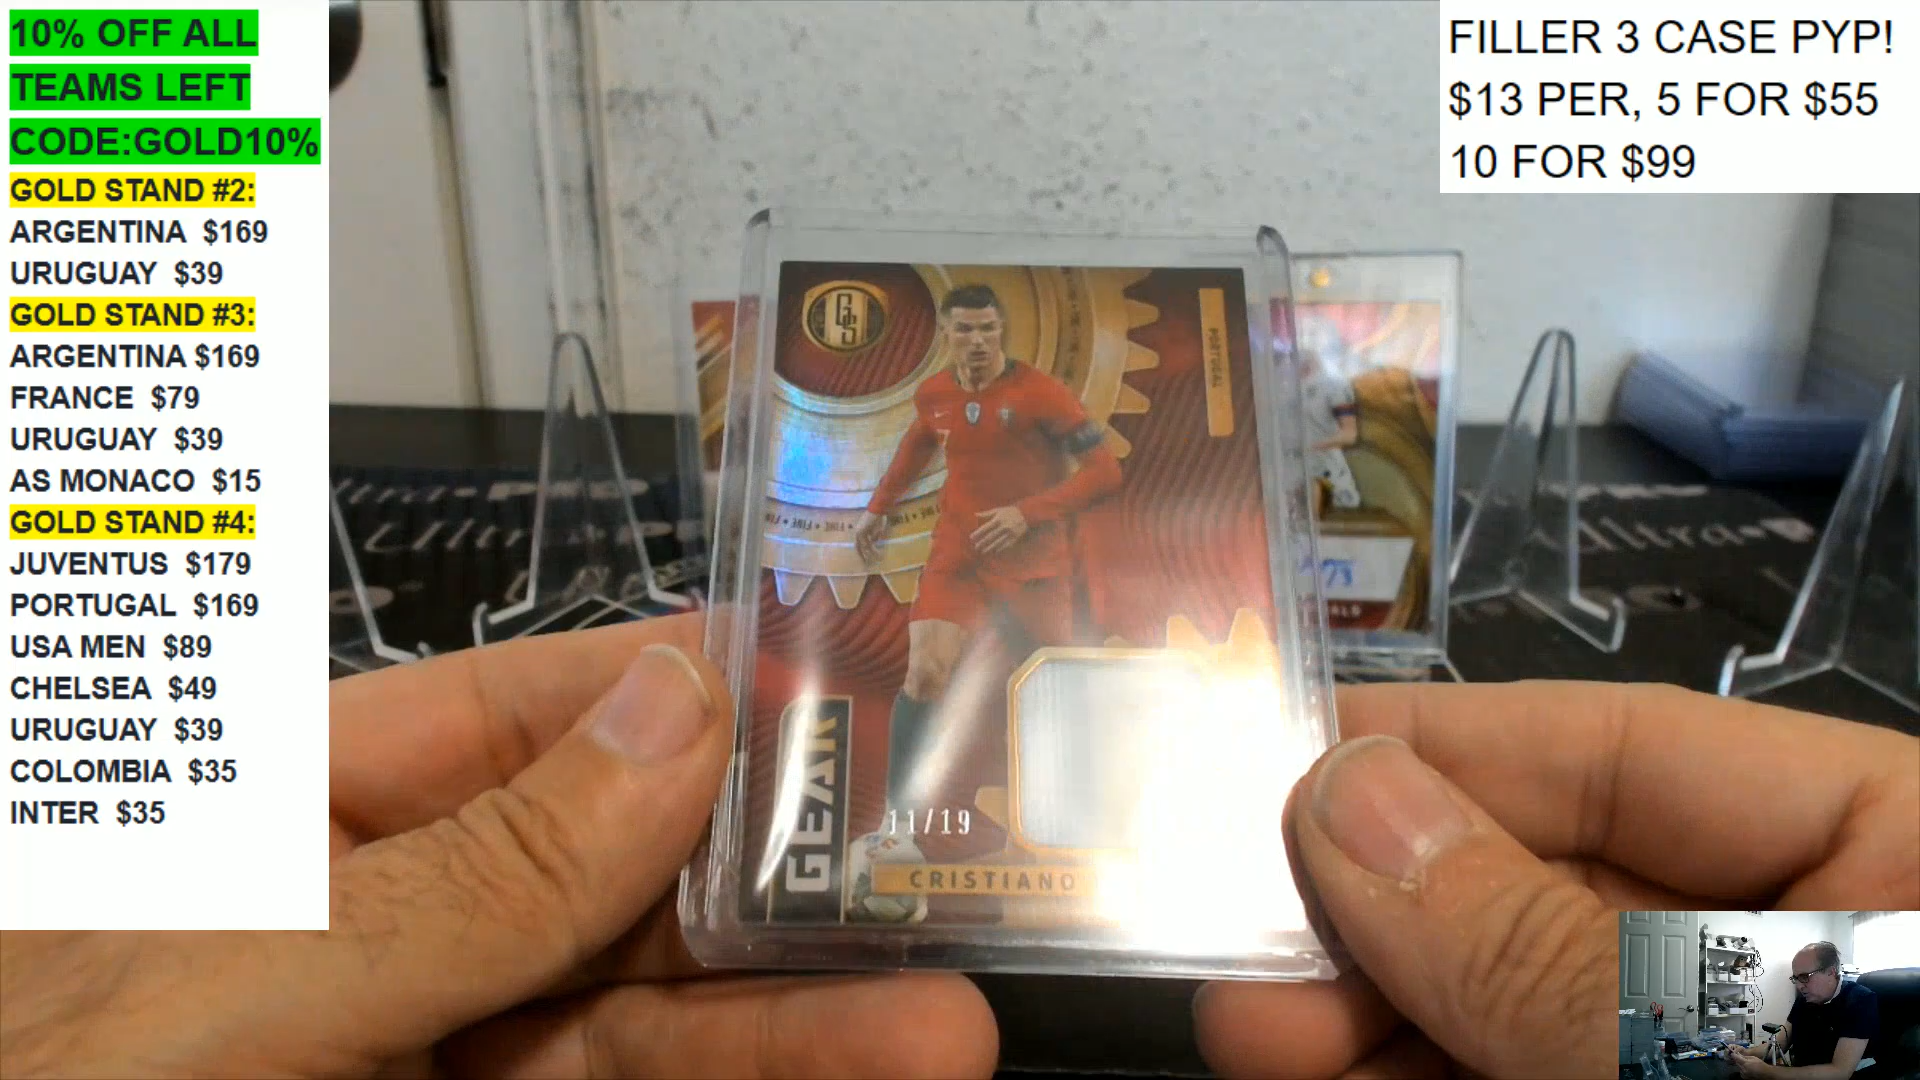 10% OFF ALL
TEAMS LEFT
CODE:GOLD10%
GOLD STAND #2:
ARGENTINA $169
URUGUAY $39
GOLD STAND #3:
ARGENTINA $169
FRANCE $79
URUGUAY $39
AS MONACO $15
GOLD STAND #4:
JUVENTUS $179
PORTUGAL $169
USA MEN $89
CHELSEA $49
URUGUAY $39
COLOMBIA $35
INTER $35
FILLER 3 CASE PYP!
$13 PER, 5 FOR $55
10 FOR $99
GS
PORTUGAL
GEAR
11/19
CRISTIANO